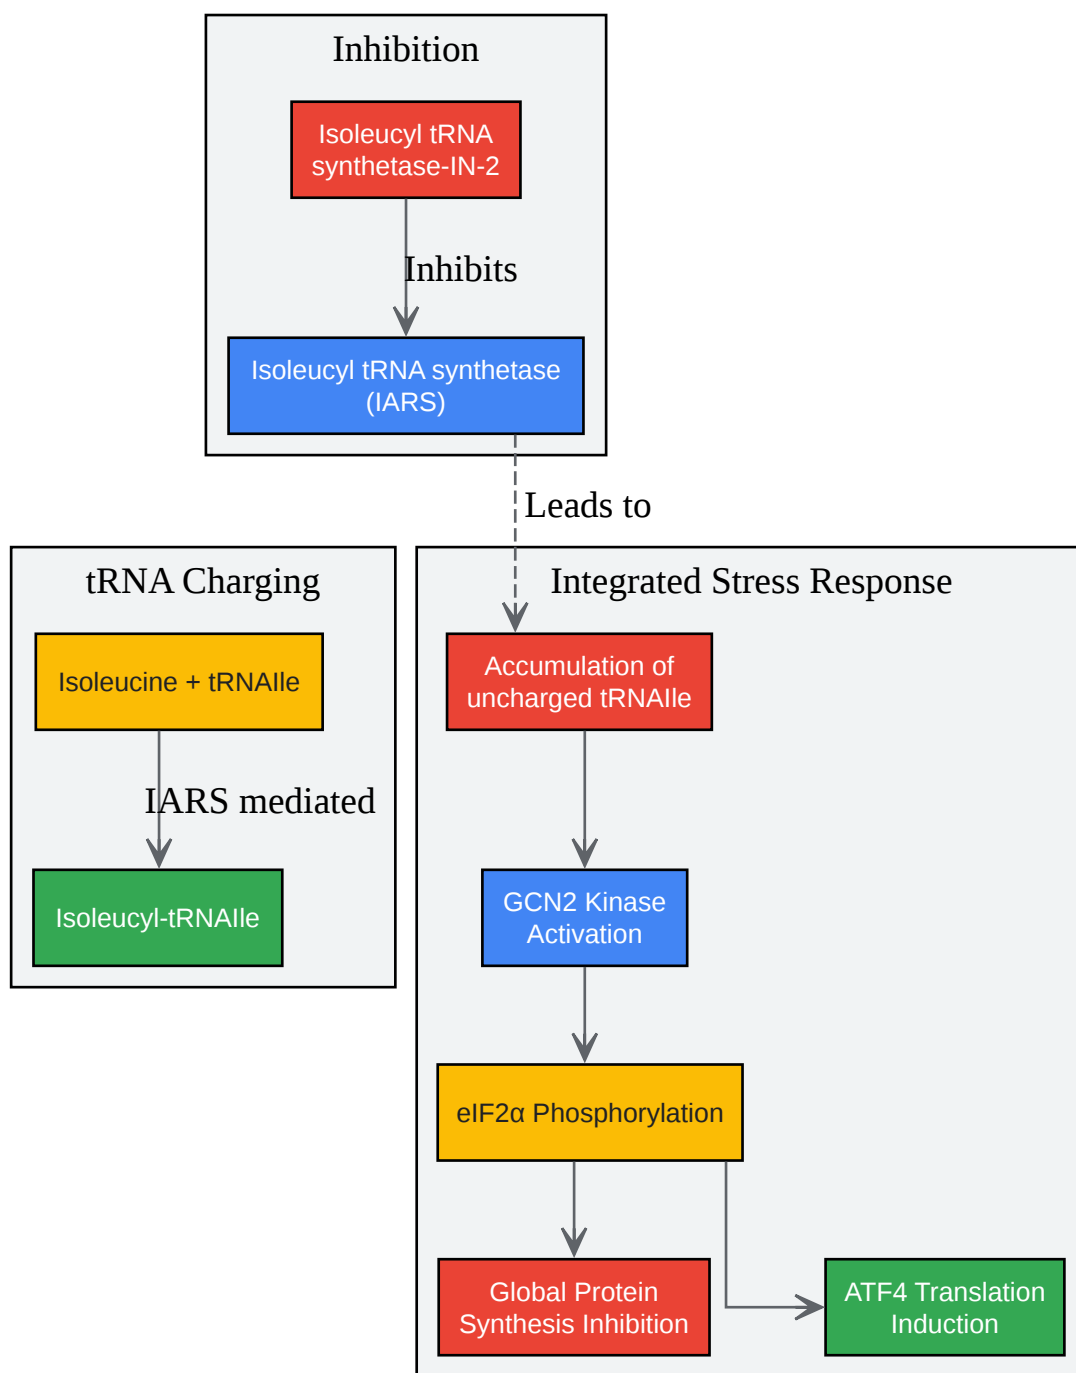 Inhibition
Isoleucyl tRNA
synthetase-IN-2
Inhibits
Isoleucyl tRNA synthetase
(IARS)
Leads to
tRNA Charging
Isoleucine + tRNAIle
IARS mediated
Isoleucyl-tRNAIle
Integrated Stress Response
Accumulation of
uncharged tRNAIle
GCN2 Kinase
Activation
eIF2α Phosphorylation
Global Protein
Synthesis Inhibition
ATF4 Translation
Induction